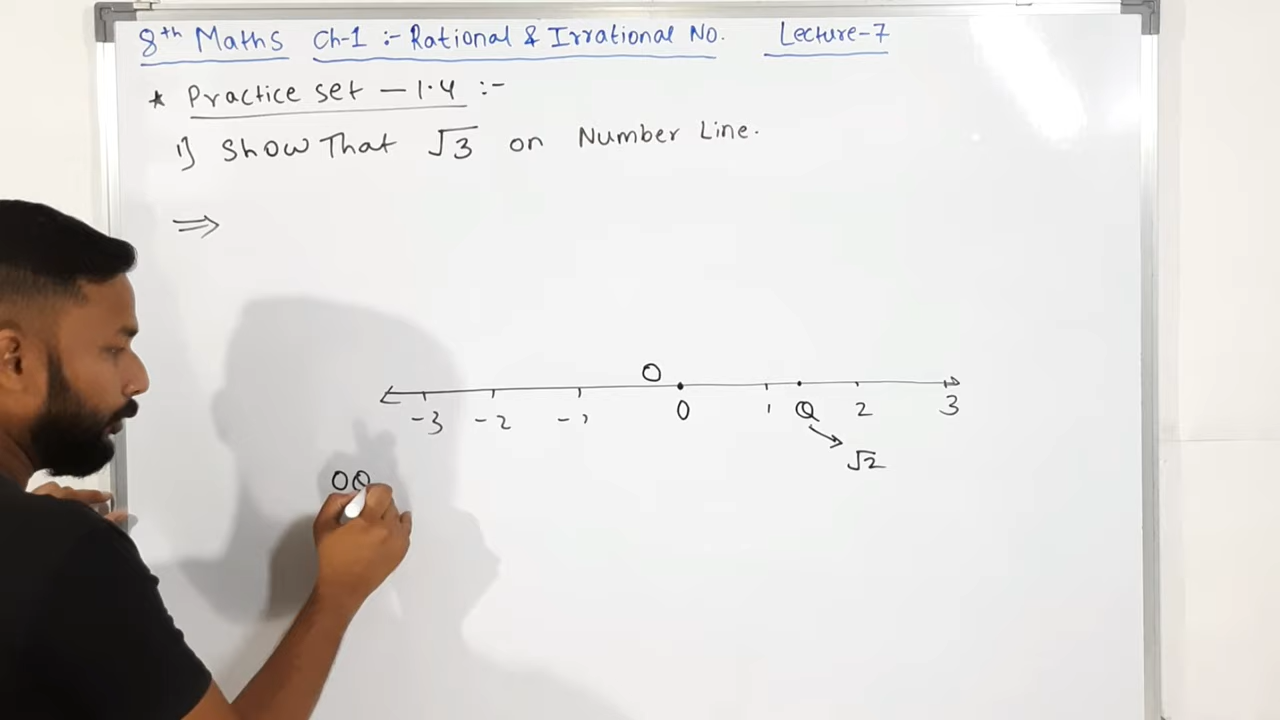 8th Maths Ch-1 :- Rational & Irrational No. Lecture-7
* Practice set — 1.4 :-
1) Show That √3 on Number Line.
⇒
O
-3 -2 -1 0 1 Q 2 3
√2
OQ